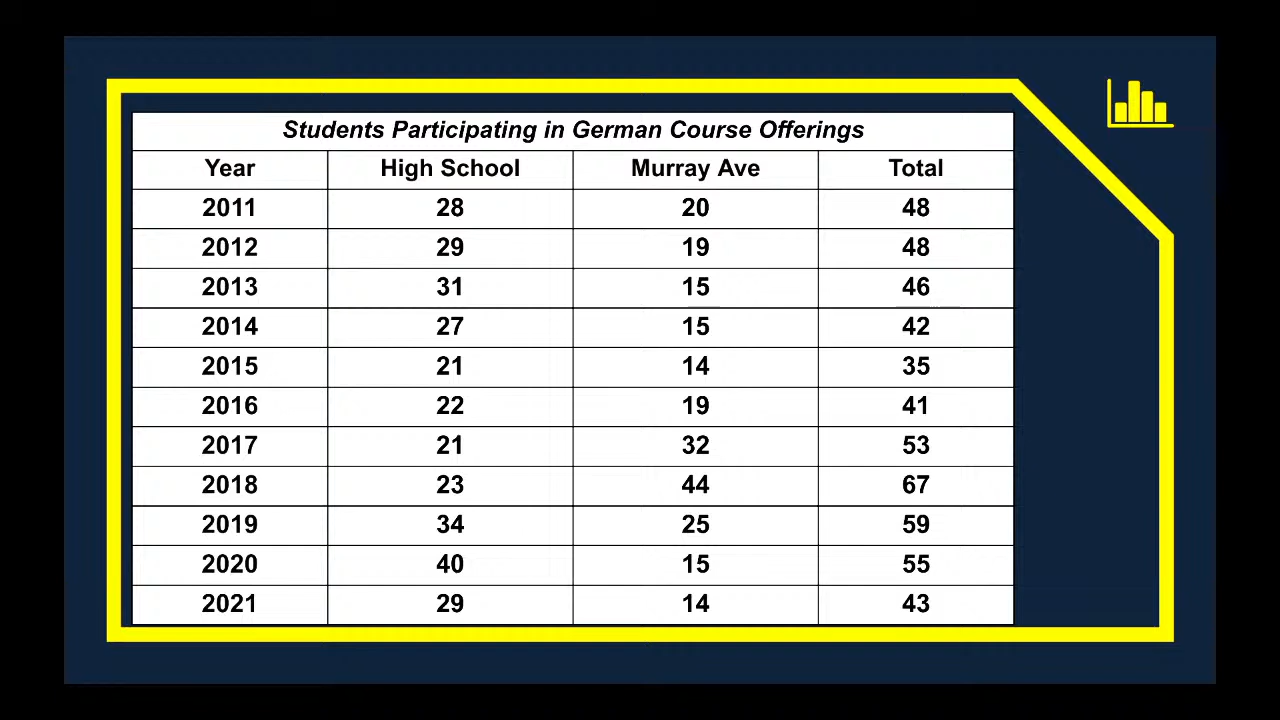 Students Participating in German Course Offerings
Year High School Murray Ave Total
2011 28 20 48
2012 29 19 48
2013 31 15 46
2014 27 15 42
2015 21 14 35
2016 22 19 41
2017 21 32 53
2018 23 44 67
2019 34 25 59
2020 40 15 55
2021 29 14 43